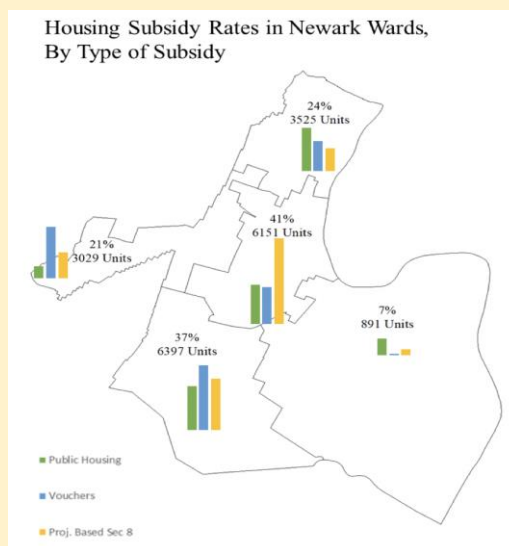 Housing Subsidy Rates in Newark Wards,
By Type of Subsidy
24%
3525 Units
41%
6151 Units
21%
3029 Units
7%
891 Units
37%
6397 Units
Public Housing
Vouchers
Proj. Based Sec 8